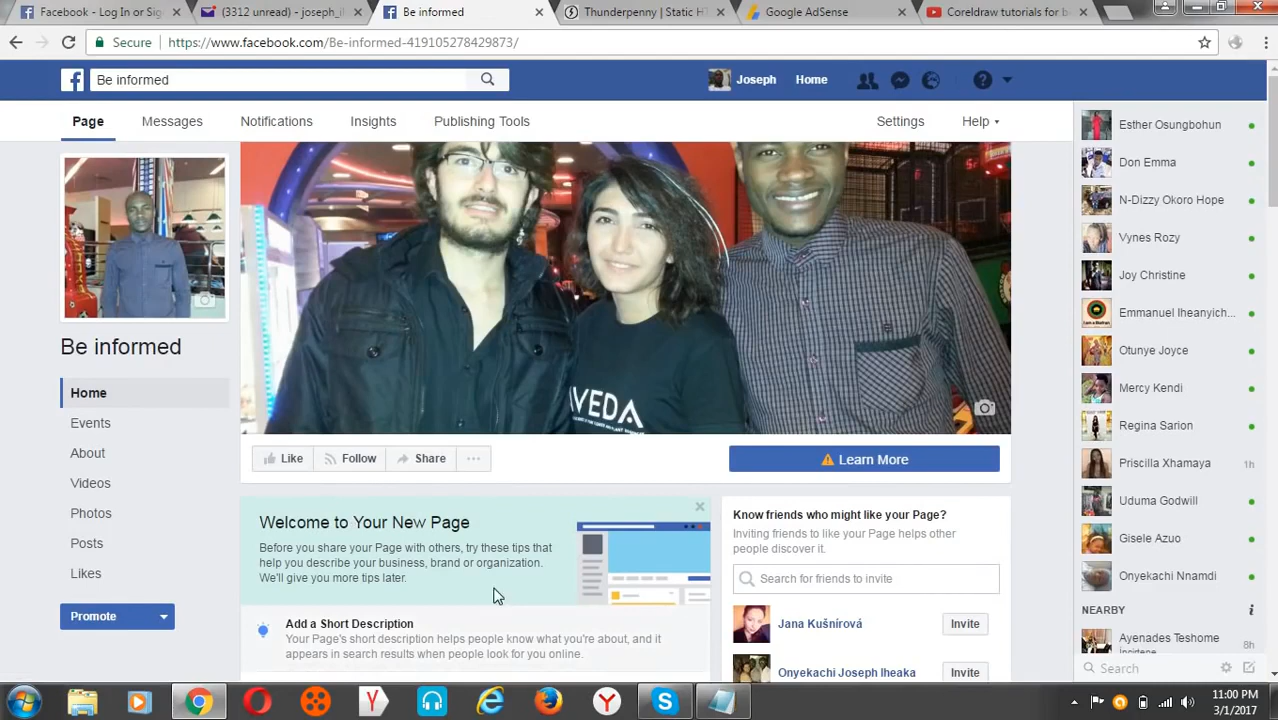 Facebook - Log In or Sig
(3312 unread) - joseph_i
Be informed
Thunderpenny | Static H
Google AdSense
Coreldraw tutorials for b
Secure
https://www.facebook.com/Be-informed-419105278429873/
Be informed
Joseph
Home
Page
Messages
Notifications
Insights
Publishing Tools
Settings
Help
Be informed
Home
Events
About
Videos
Photos
Posts
Likes
Promote
VEDA
Like
Follow
Share
Learn More
Welcome to Your New Page
Before you share your Page with others, try these tips that
help you describe your business, brand or organization.
We'll give you more tips later.
Add a Short Description
Your Page's short description helps people know what you're about, and it
appears in search results when people look for you online.
Know friends who might like your Page?
Inviting friends to like your Page helps other
people discover it.
Search for friends to invite
Jana Kušnírová
Invite
Onyekachi Joseph Iheaka
Invite
Esther Osungbohun
Don Emma
N-Dizzy Okoro Hope
Vynes Rozy
Joy Christine
Emmanuel Iheanyich...
Otunye Joyce
Mercy Kendi
Regina Sarion
Priscilla Xhamaya 1h
Uduma Godwill
Gisele Azuo
Onyekachi Nnamdi
NEARBY
Ayenades Teshome 8h
Search
11:00 PM
3/1/2017